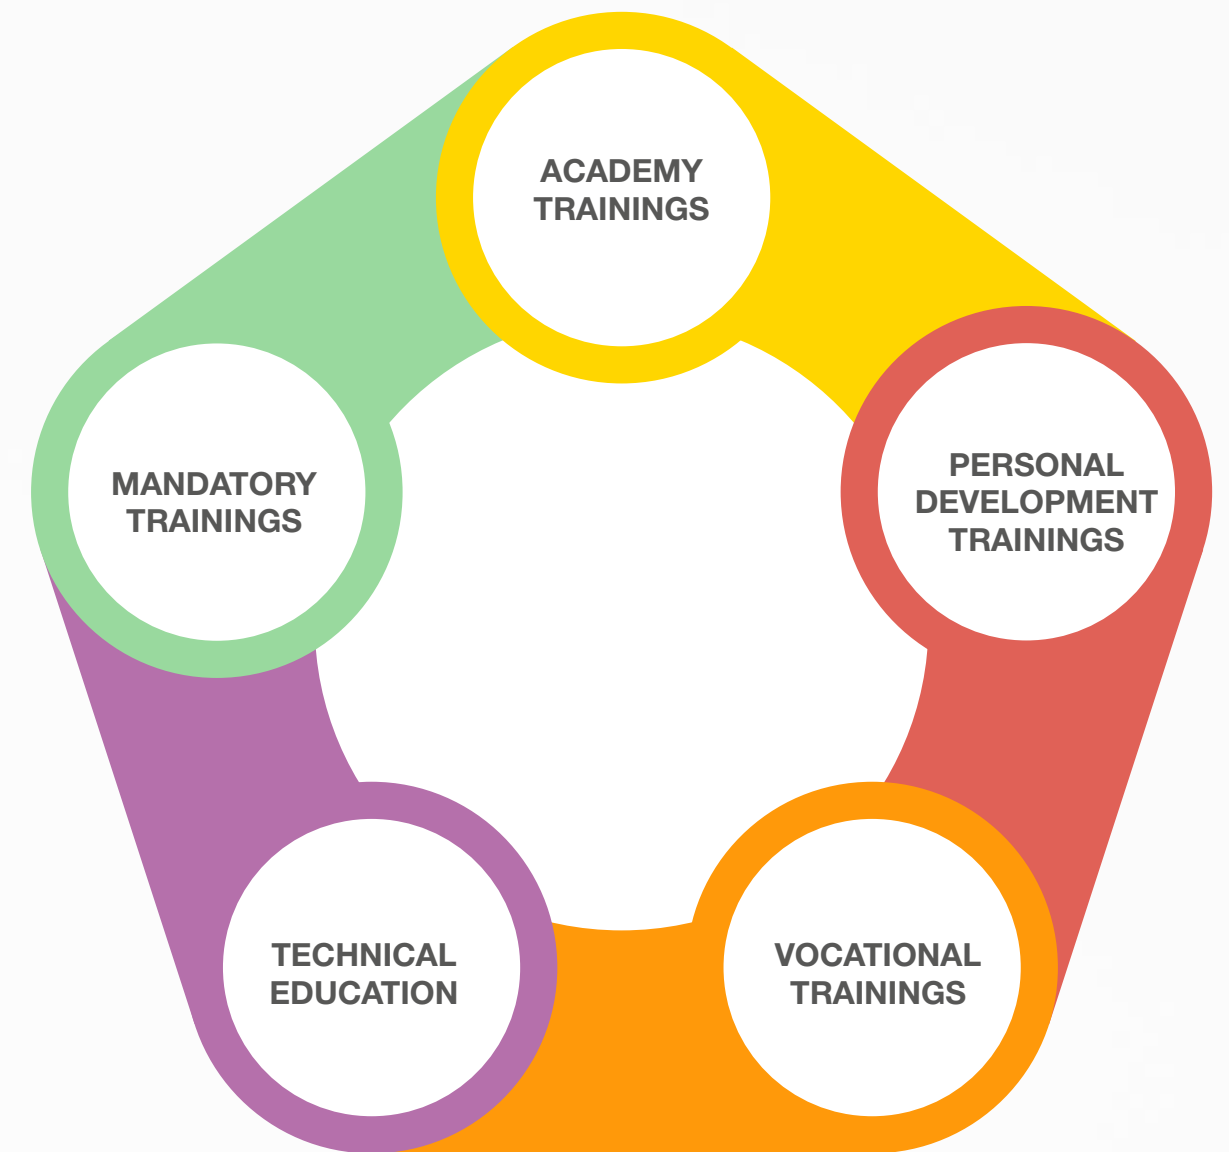 ACADEMY
TRAININGS
PERSONAL
DEVELOPMENT
TRAININGS
MANDATORY
TRAININGS
VOCATIONAL
TRAININGS
TECHNICAL
EDUCATION